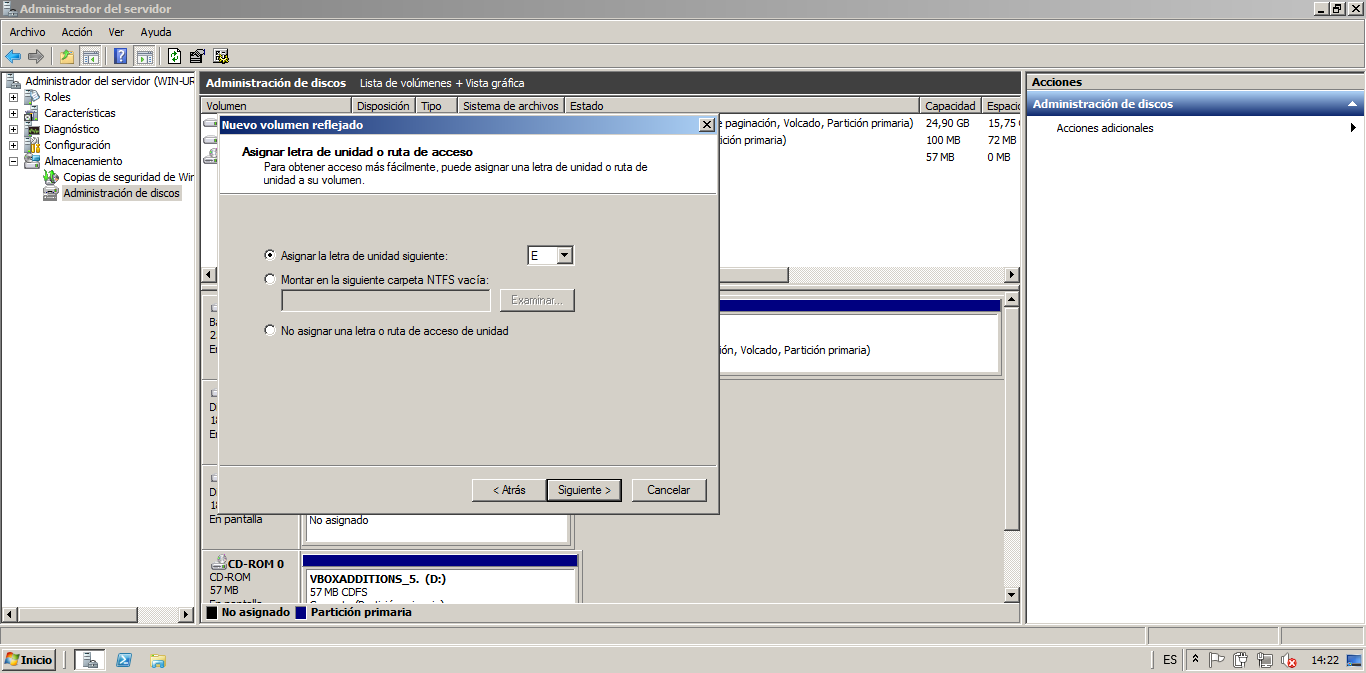 Administrador del servidor
Archivo Acción Ver Ayuda
Administrador del servidor (WIN-UR
Roles
Características
Diagnóstico
Configuración
Almacenamiento
Copias de seguridad de Wir
Administración de discos
Administración de discos Lista de volúmenes + Vista gráfica
Volumen Disposición Tipo Sistema de archivos Estado Capacidad Espacio
paginación, Volcado, Partición primaria) 24,90 GB 15,75
ición primaria) 100 MB 72 MB
57 MB 0 MB
Nuevo volumen reflejado
Asignar letra de unidad o ruta de acceso
Para obtener acceso más fácilmente, puede asignar una letra de unidad o ruta de
unidad a su volumen.
Asignar la letra de unidad siguiente: E
Montar en la siguiente carpeta NTFS vacía:
Examinar...
No asignar una letra o ruta de acceso de unidad
< Atrás Siguiente > Cancelar
Ba
2
En
ión, Volcado, Partición primaria)
D
18
En
D
18
En pantalla
No asignado
CD-ROM 0
CD-ROM
57 MB
VBOXADDITIONS_5. (D:)
57 MB CDFS
No asignado Partición primaria
Acciones
Administración de discos
Acciones adicionales
Inicio
ES 14:22